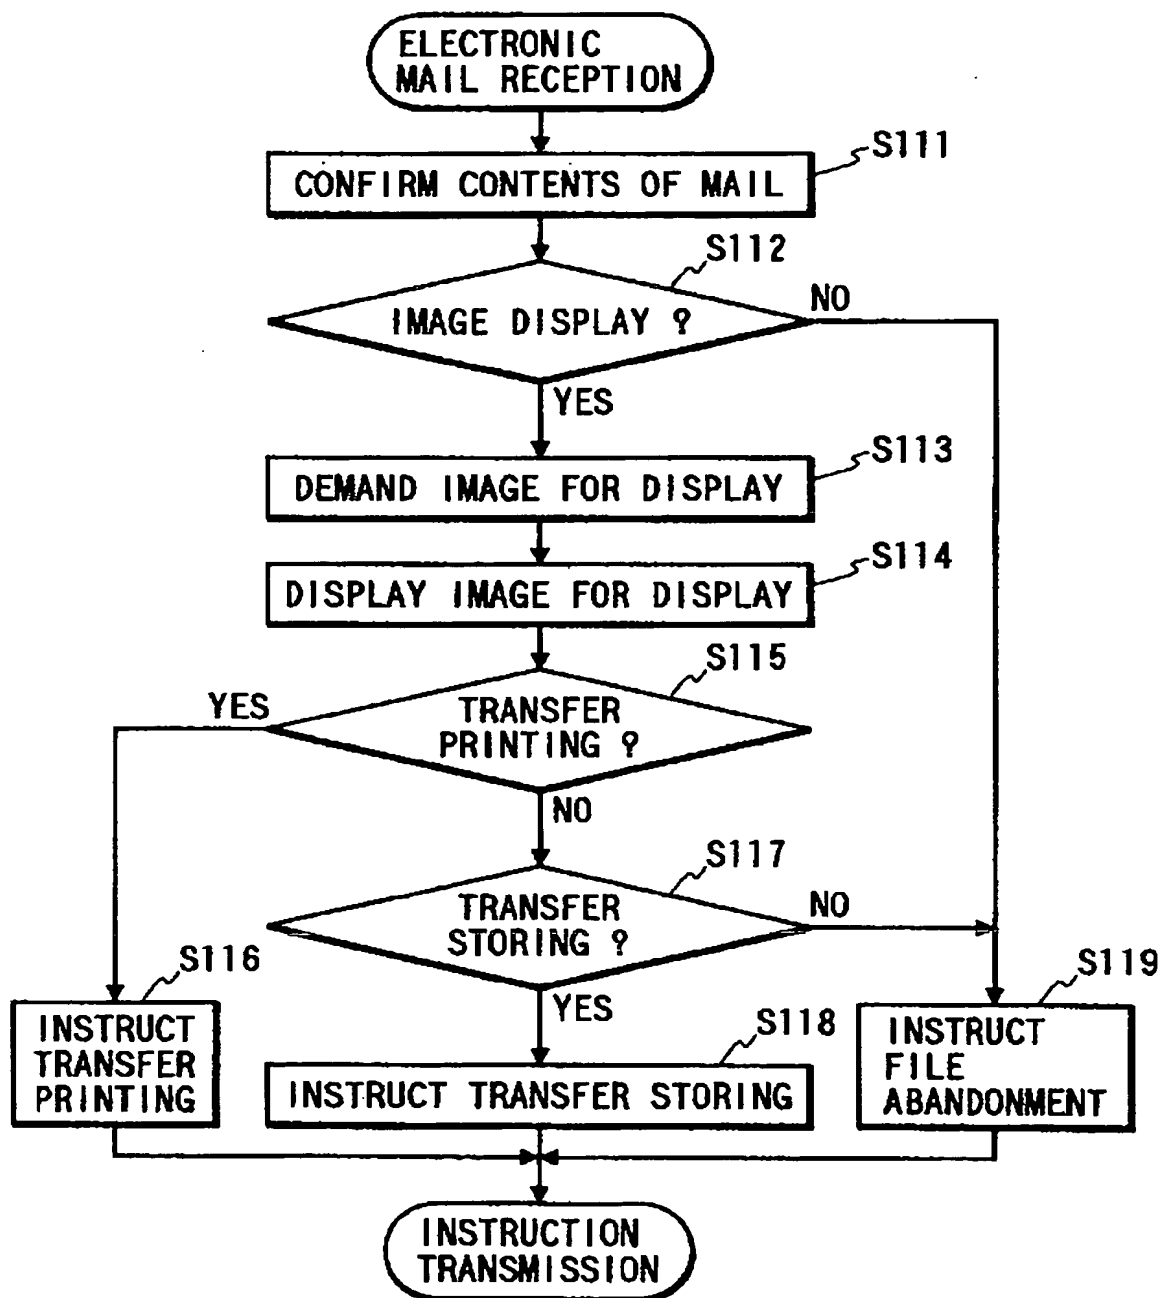 ELECTRONIC
MAIL RECEPTION
S111
CONFIRM CONTENTS OF MAIL
S112
IMAGE DISPLAY ?
NO
YES
S113
DEMAND IMAGE FOR DISPLAY
S114
DISPLAY IMAGE FOR DISPLAY
S115
YES
TRANSFER
PRINTING ?
NO
S117
TRANSFER
STORING ?
NO
YES
S116
INSTRUCT
TRANSFER
PRINTING
S118
INSTRUCT TRANSFER STORING
S119
INSTRUCT
FILE
ABANDONMENT
INSTRUCTION
TRANSMISSION